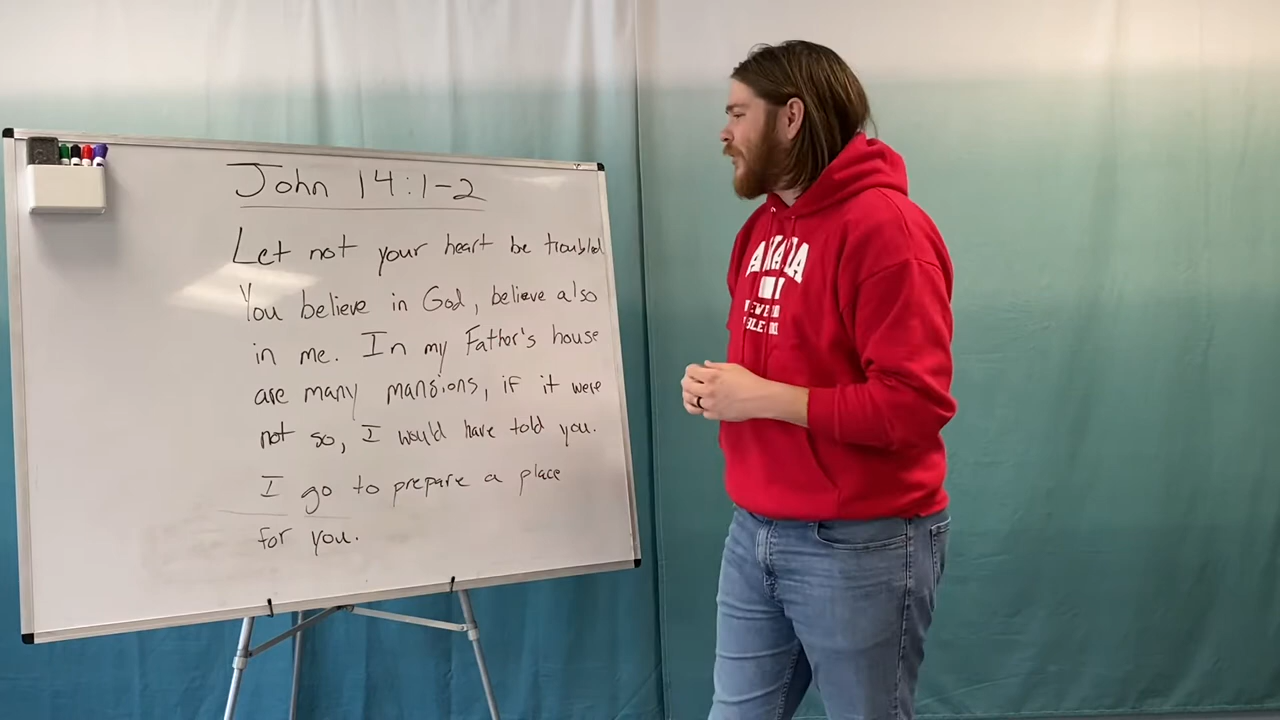 John 14:1-2
Let not your heart be troubled
You believe in God, believe also
in me. In my Father's house
are many mansions, if it were
not so, I would have told you.
I go to prepare a place
for you.